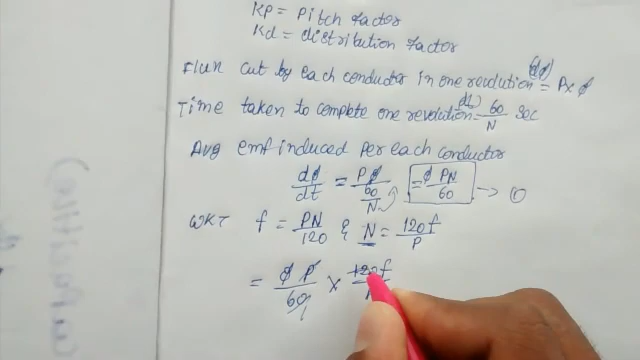 Kp = Pitch factor
Kd = distribution factor
Flux cut by each conductor in one revolution (dφ) = P×φ
Time taken to complete one revolution (dt) = 60/N sec
Avg emf induced per each conductor
dφ/dt = Pφ/(60/N) = φPN/60 → ①
WKT f = PN/120 & N = 120f/P
= φP/60 × 120f/